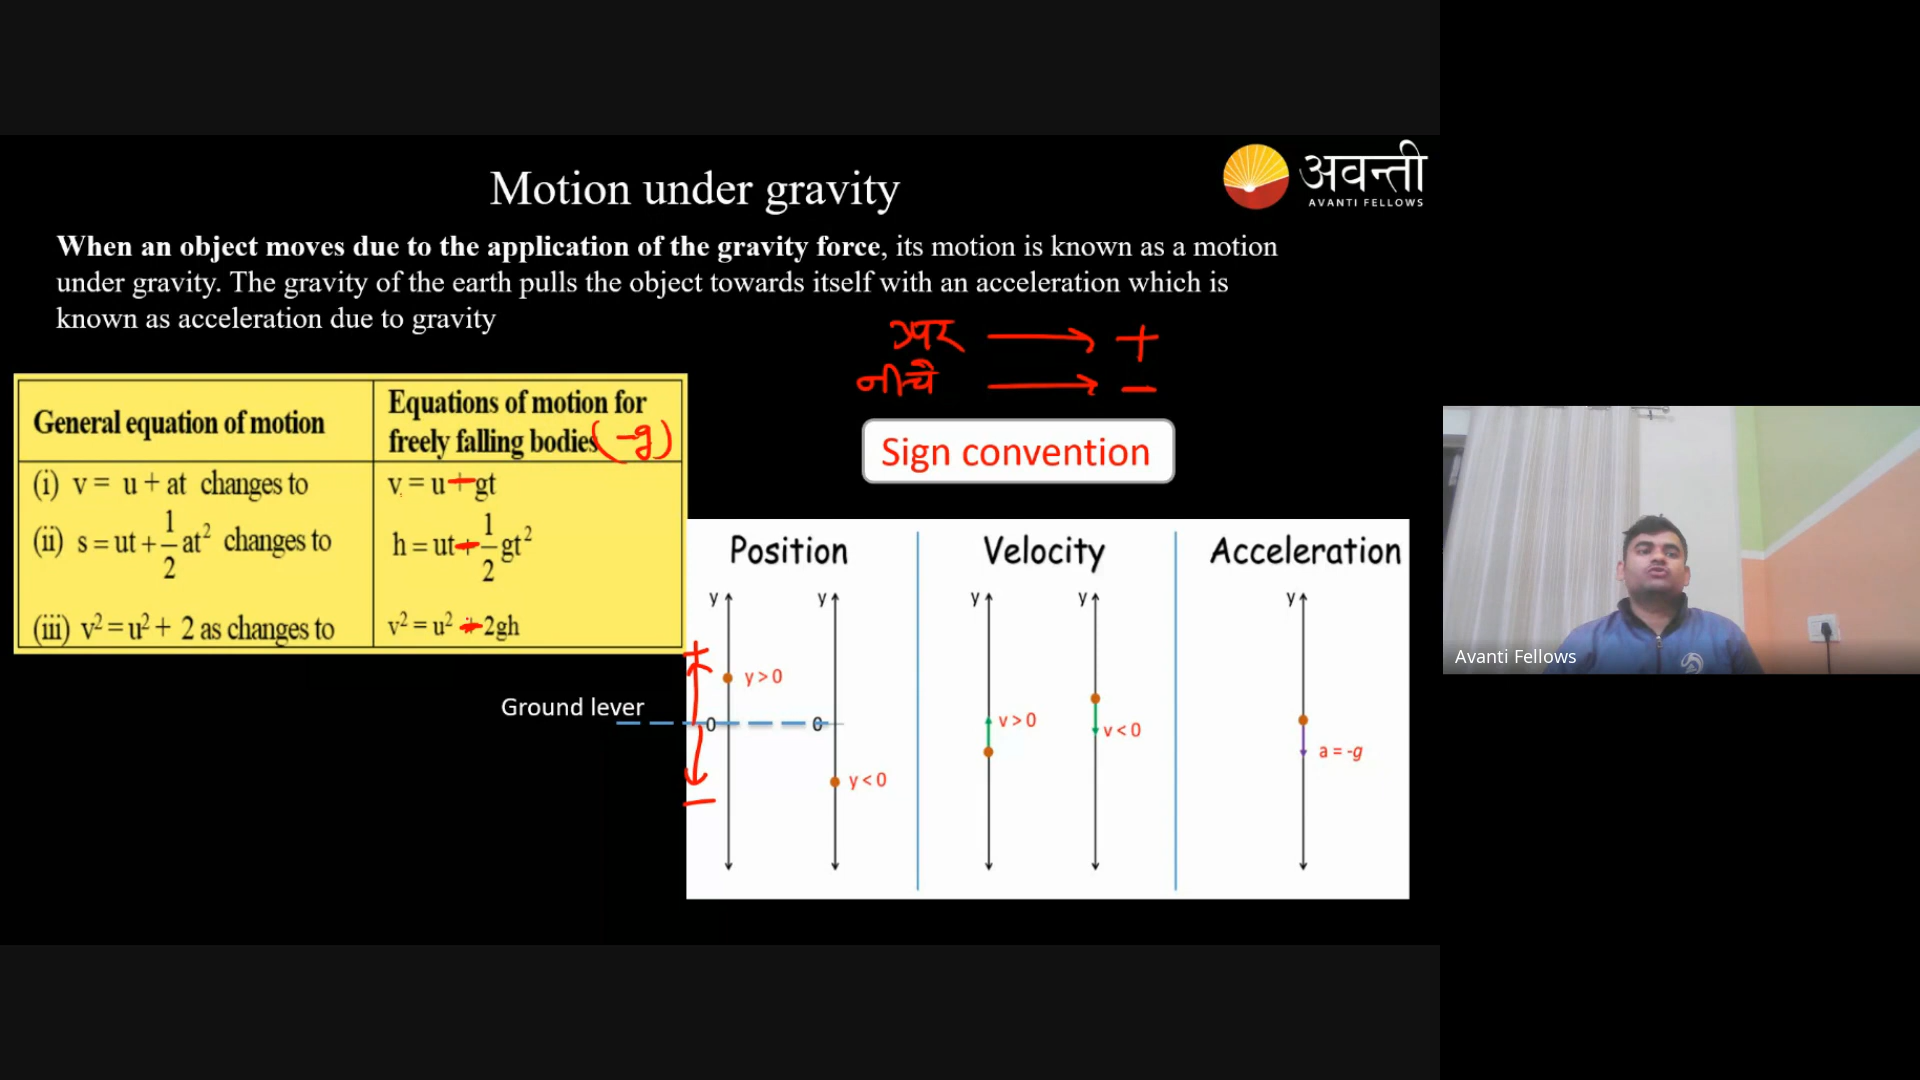 Motion under gravity
अवन्ती
AVANTI FELLOWS
When an object moves due to the application of the gravity force, its motion is known as a motion
under gravity. The gravity of the earth pulls the object towards itself with an acceleration which is
known as acceleration due to gravity
ऊपर → +
नीचे → −
Sign convention
General equation of motion
Equations of motion for
freely falling bodies (-g)
(i) v = u + at changes to
v = u - gt
(ii) s = ut + 1/2 at² changes to
h = ut - 1/2 gt²
(iii) v² = u² + 2 as changes to
v² = u² - 2gh
Ground lever
+
−
Position
y
y
y > 0
0
0
y < 0
Velocity
y
y
v > 0
v < 0
Acceleration
y
a = -g
Avanti Fellows